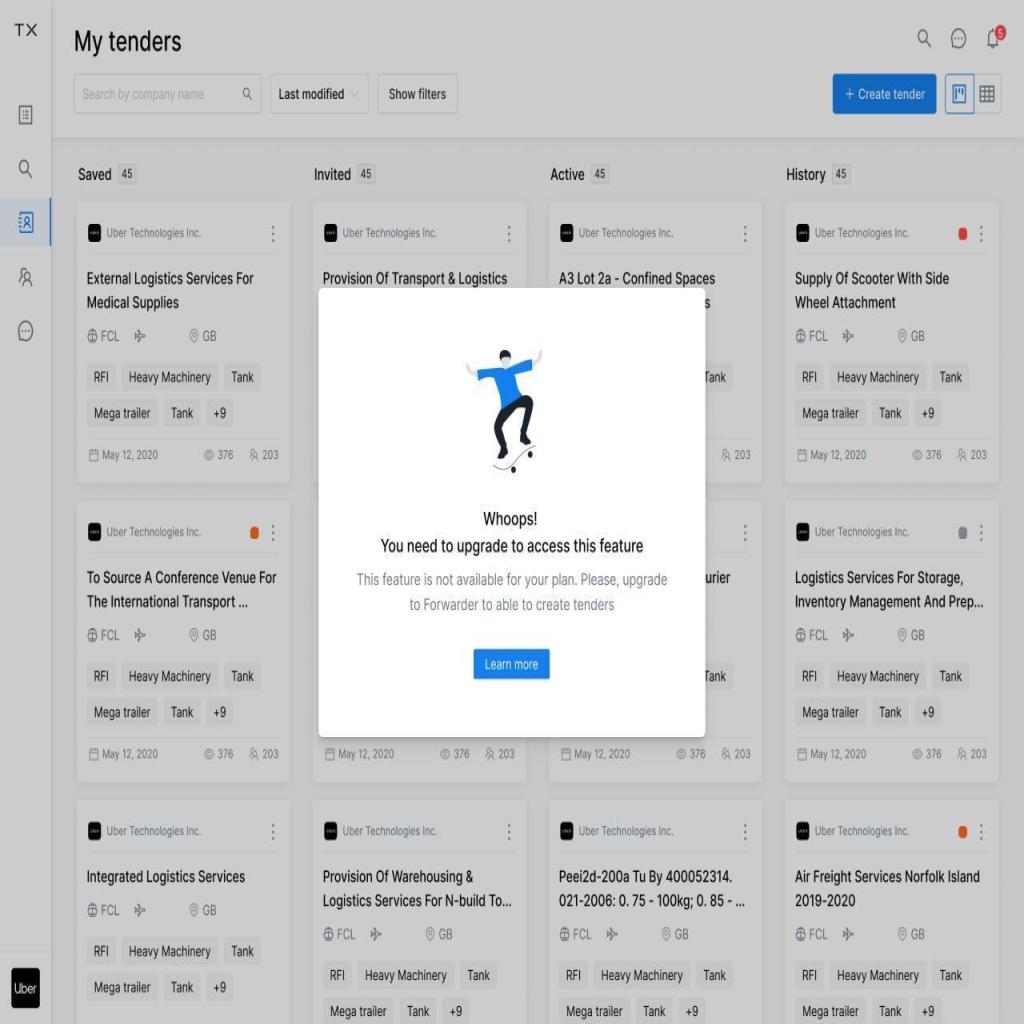 TX
My tenders
5
Search by company name
Last modified
Show filters
+ Create tender
Saved 45
Invited 45
Active 45
History 45
Uber Technologies Inc.
External Logistics Services For
Medical Supplies
FCL GB
RFI Heavy Machinery Tank
Mega trailer Tank +9
May 12, 2020 376 203
Uber Technologies Inc.
Provision Of Transport & Logistics
Uber Technologies Inc.
A3 Lot 2a - Confined Spaces
s
Tank
203
Uber Technologies Inc.
Supply Of Scooter With Side
Wheel Attachment
FCL GB
RFI Heavy Machinery Tank
Mega trailer Tank +9
May 12, 2020 376 203
Whoops!
You need to upgrade to access this feature
This feature is not available for your plan. Please, upgrade
to Forwarder to able to create tenders
Learn more
Uber Technologies Inc.
To Source A Conference Venue For
The International Transport ...
FCL GB
RFI Heavy Machinery Tank
Mega trailer Tank +9
May 12, 2020 376 203
May 12, 2020 376 203
urier
Tank
May 12, 2020 376 203
Uber Technologies Inc.
Logistics Services For Storage,
Inventory Management And Prep...
FCL GB
RFI Heavy Machinery Tank
Mega trailer Tank +9
May 12, 2020 376 203
Uber Technologies Inc.
Integrated Logistics Services
FCL GB
RFI Heavy Machinery Tank
Mega trailer Tank +9
Uber Technologies Inc.
Provision Of Warehousing &
Logistics Services For N-build To...
FCL GB
RFI Heavy Machinery Tank
Mega trailer Tank +9
Uber Technologies Inc.
Peei2d-200a Tu By 400052314.
021-2006: 0. 75 - 100kg; 0. 85 - ...
FCL GB
RFI Heavy Machinery Tank
Mega trailer Tank +9
Uber Technologies Inc.
Air Freight Services Norfolk Island
2019-2020
FCL GB
RFI Heavy Machinery Tank
Mega trailer Tank +9
Uber